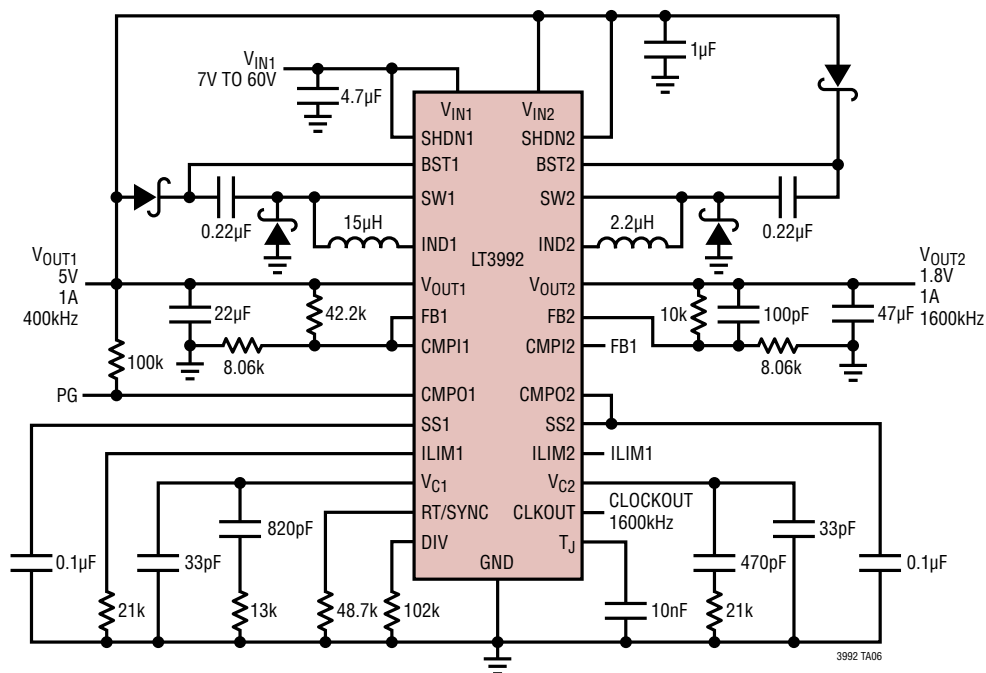 1µF
VIN1
7V TO 60V
4.7µF
VIN1
VIN2
SHDN1
SHDN2
BST1
BST2
SW1
SW2
0.22µF
15µH
2.2µH
0.22µF
IND1
IND2
LT3992
VOUT1
5V
1A
400kHz
VOUT1
VOUT2
VOUT2
1.8V
1A
1600kHz
22µF
42.2k
10k
100pF
47µF
FB1
FB2
8.06k
CMPI1
CMPI2
FB1
8.06k
100k
PG
CMPO1
CMPO2
SS1
SS2
ILIM1
ILIM2
ILIM1
VC1
VC2
RT/SYNC
CLKOUT
CLOCKOUT
1600kHz
820pF
33pF
DIV
TJ
0.1µF
33pF
GND
470pF
0.1µF
21k
13k
48.7k
102k
10nF
21k
3992 TA06